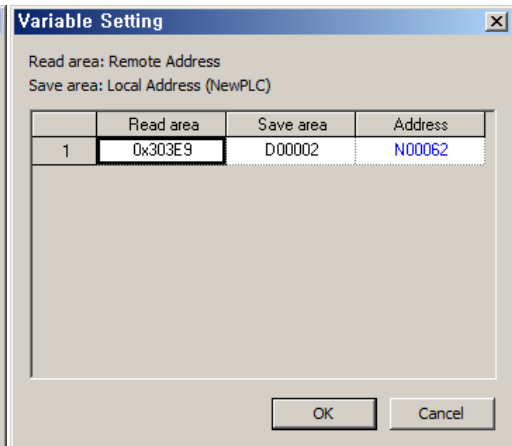 Variable Setting
Read area: Remote Address
Save area: Local Address (NewPLC)
Read area Save area Address
1 0x303E9 D00002 N00062
OK Cancel